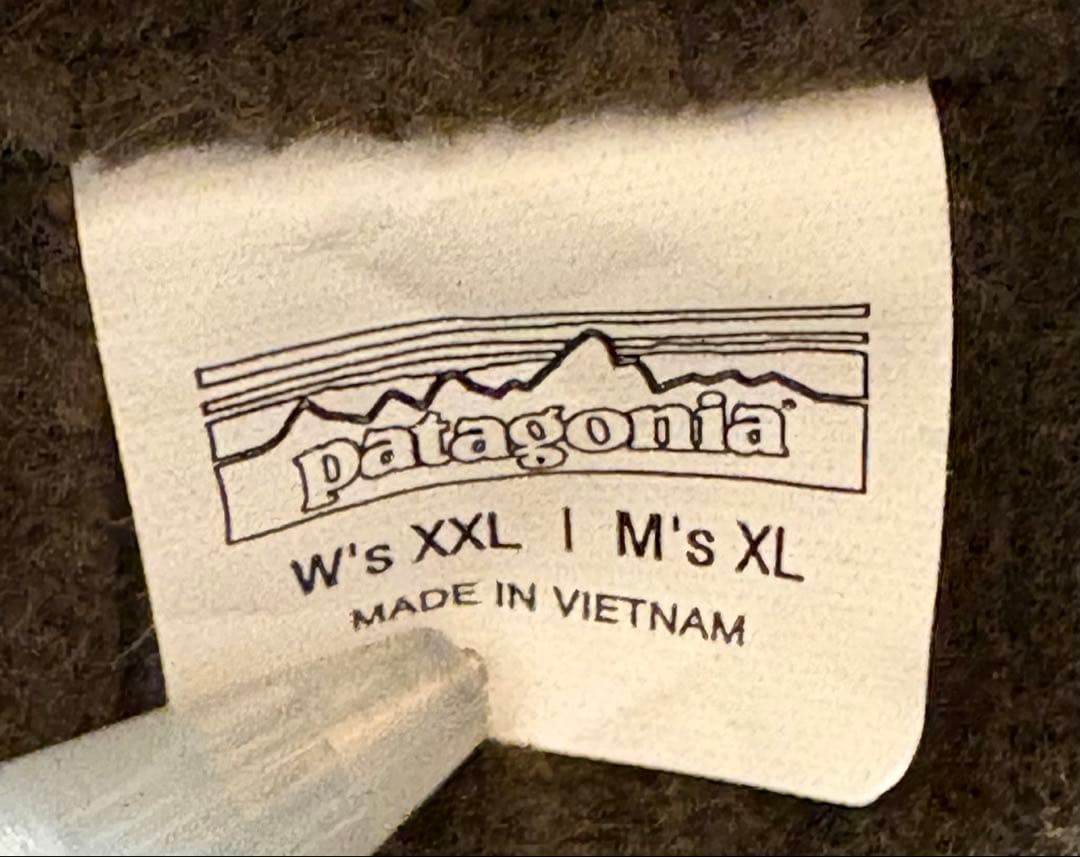 patagonia
W's XXL | M's XL
MADE IN VIETNAM